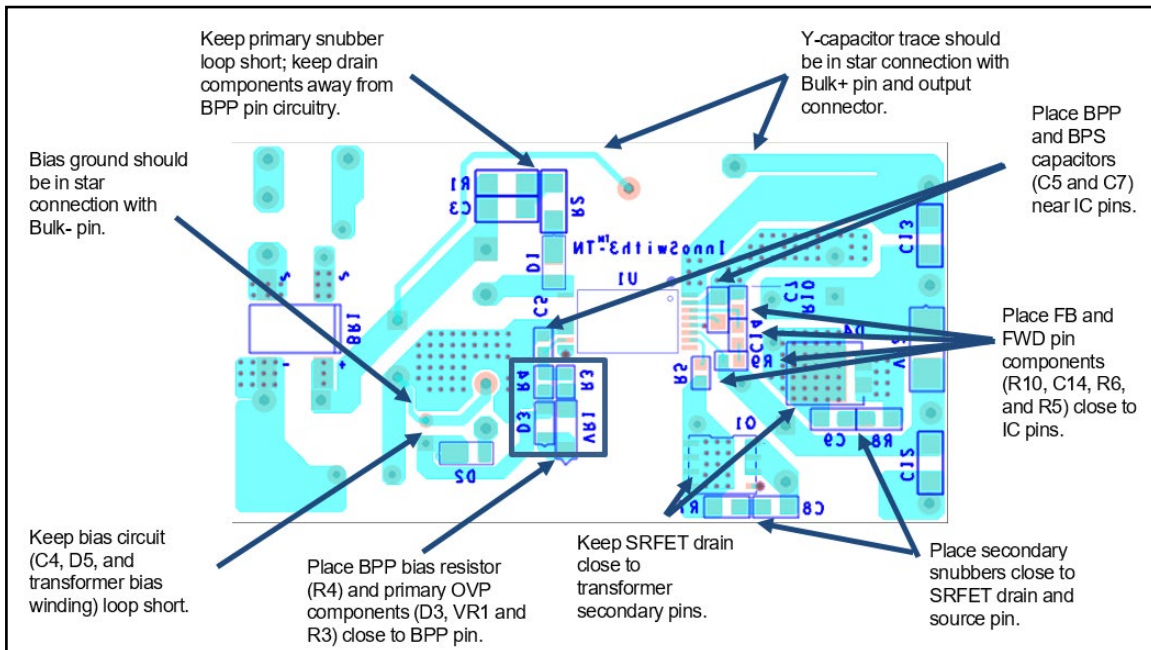 Keep primary snubber
loop short; keep drain
components away from
BPP pin circuitry.
Y-capacitor trace should
be in star connection with
Bulk+ pin and output
connector.
Place BPP
and BPS
capacitors
(C5 and C7)
near IC pins.
Bias ground should
be in star
connection with
Bulk- pin.
R1
C3
R2
D1
InnoSwith3-TN™
U1
C5
C7
R10
C14
R6
R5
C13
BR1
-
+
R4
R3
D3
VR1
D2
Q1
C9
R8
C12
C8
Place FB and
FWD pin
components
(R10, C14, R6,
and R5) close to
IC pins.
Keep bias circuit
(C4, D5, and
transformer bias
winding) loop short.
Place BPP bias resistor
(R4) and primary OVP
components (D3, VR1 and
R3) close to BPP pin.
Keep SRFET drain
close to
transformer
secondary pins.
Place secondary
snubbers close to
SRFET drain and
source pin.